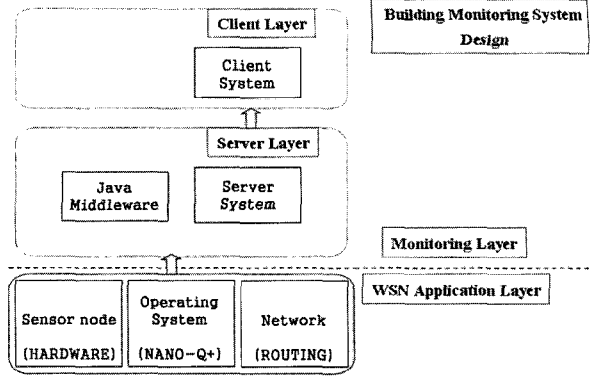 Client Layer
Building Monitoring System
Design
Client
System
Server Layer
Java
Middleware
Server
System
Monitoring Layer
WSN Application Layer
Sensor node
(HARDWARE)
Operating
System
(NANO-Q+)
Network
(ROUTING)